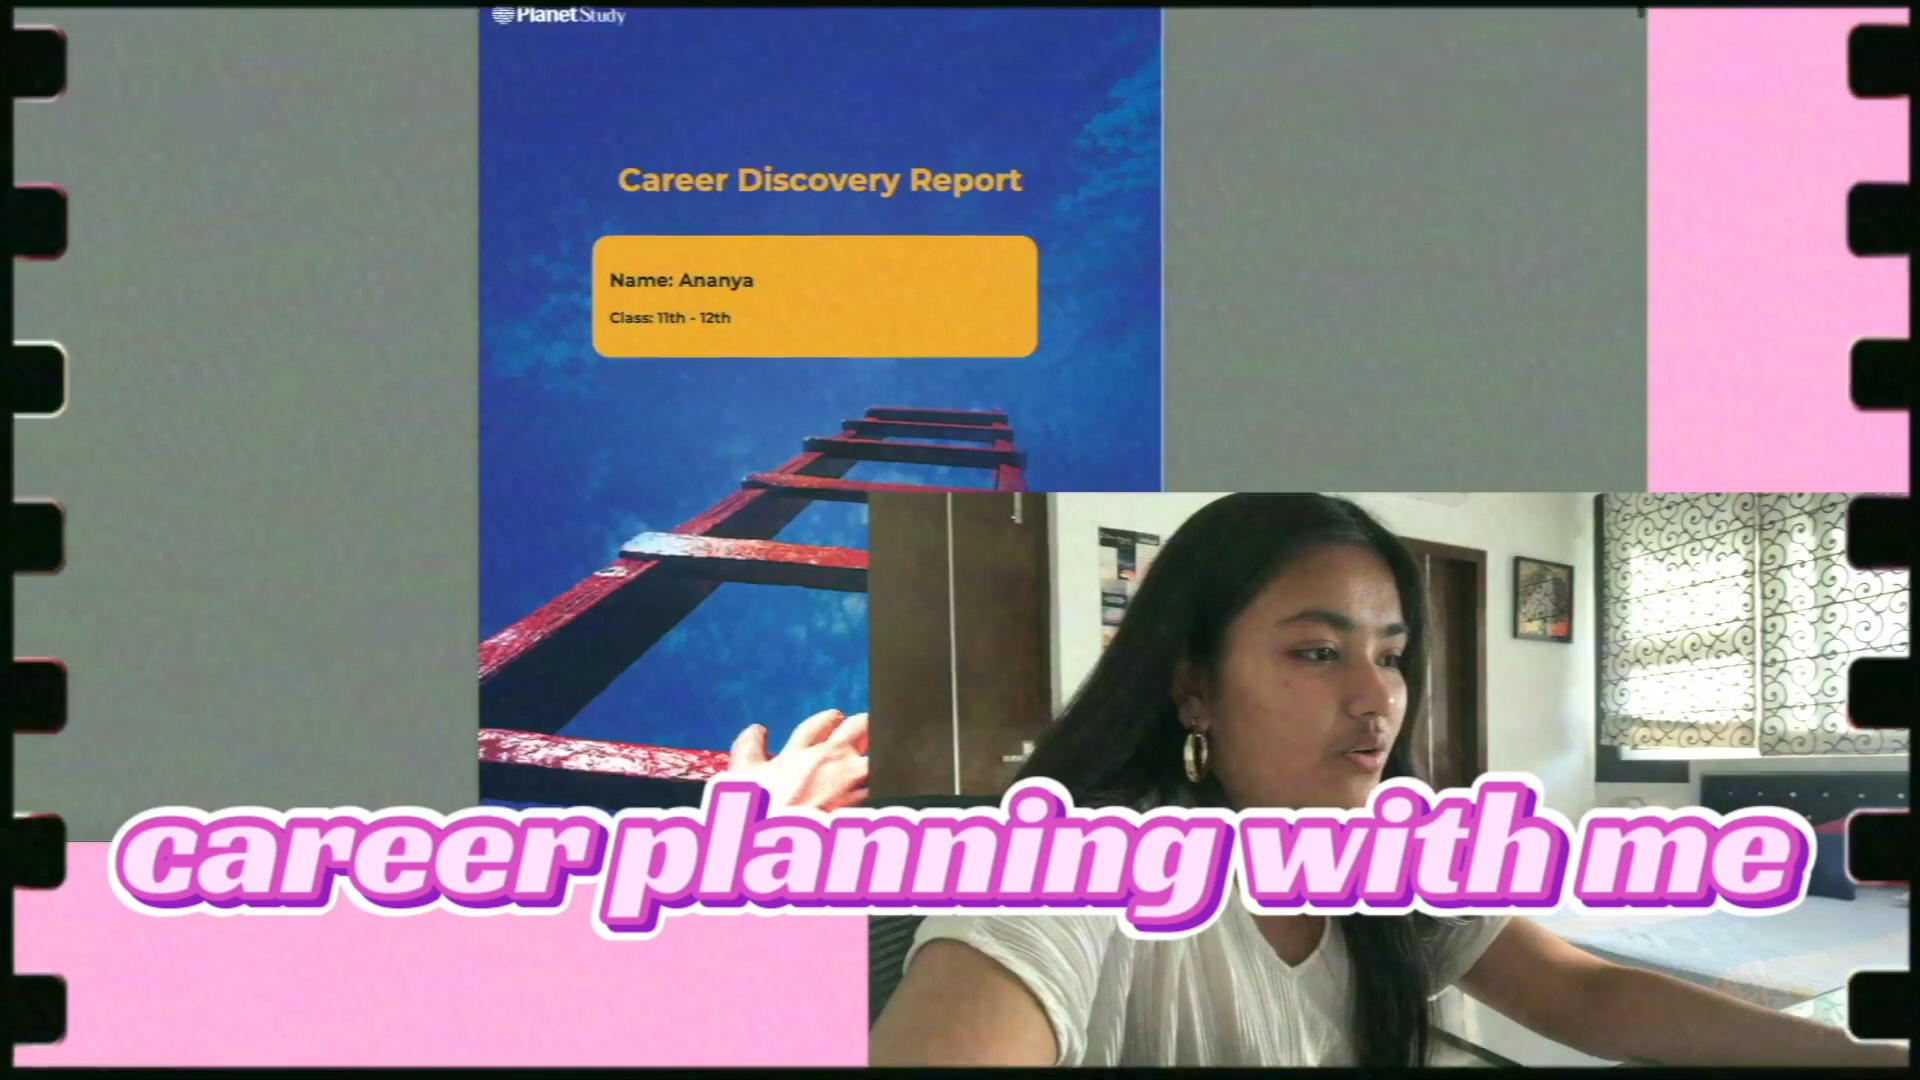 PlanetStudy
Career Discovery Report
Name: Ananya
Class: 11th - 12th
career planning with me